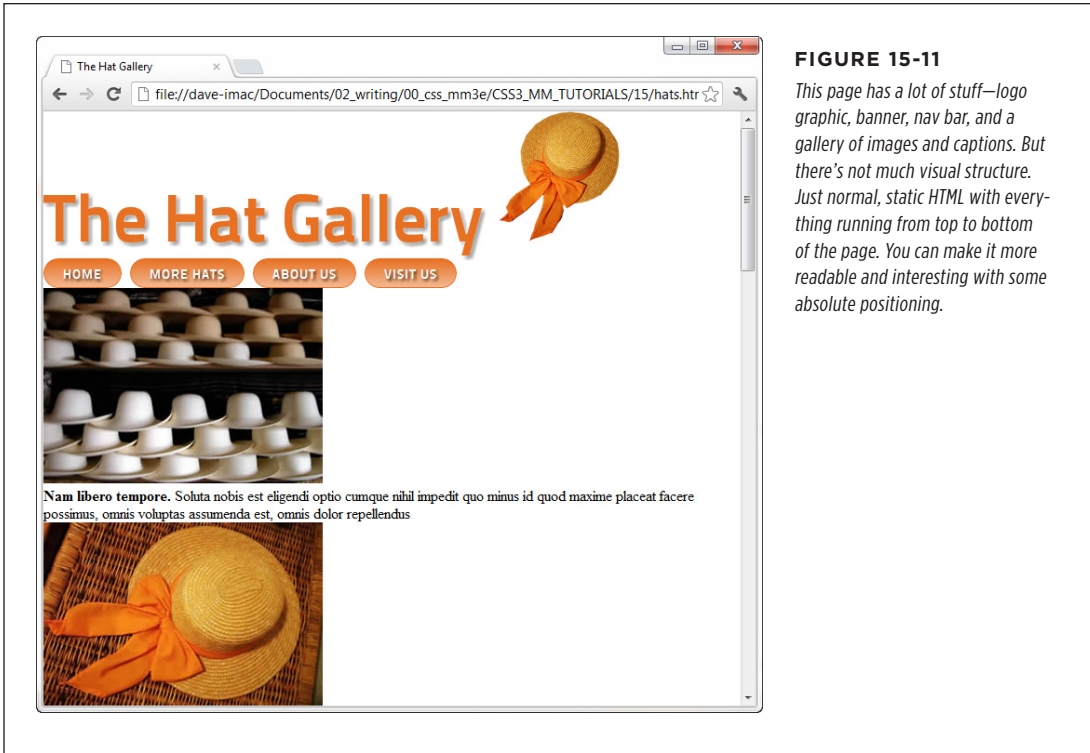 The Hat Gallery
file://dave-imac/Documents/02_writing/00_css_mm3e/CSS3_MM_TUTORIALS/15/hats.htr
The Hat Gallery
HOME MORE HATS ABOUT US VISIT US
Nam libero tempore. Soluta nobis est eligendi optio cumque nihil impedit quo minus id quod maxime placeat facere
possimus, omnis voluptas assumenda est, omnis dolor repellendus
FIGURE 15-11
This page has a lot of stuff—logo
graphic, banner, nav bar, and a
gallery of images and captions. But
there's not much visual structure.
Just normal, static HTML with every-
thing running from top to bottom
of the page. You can make it more
readable and interesting with some
absolute positioning.